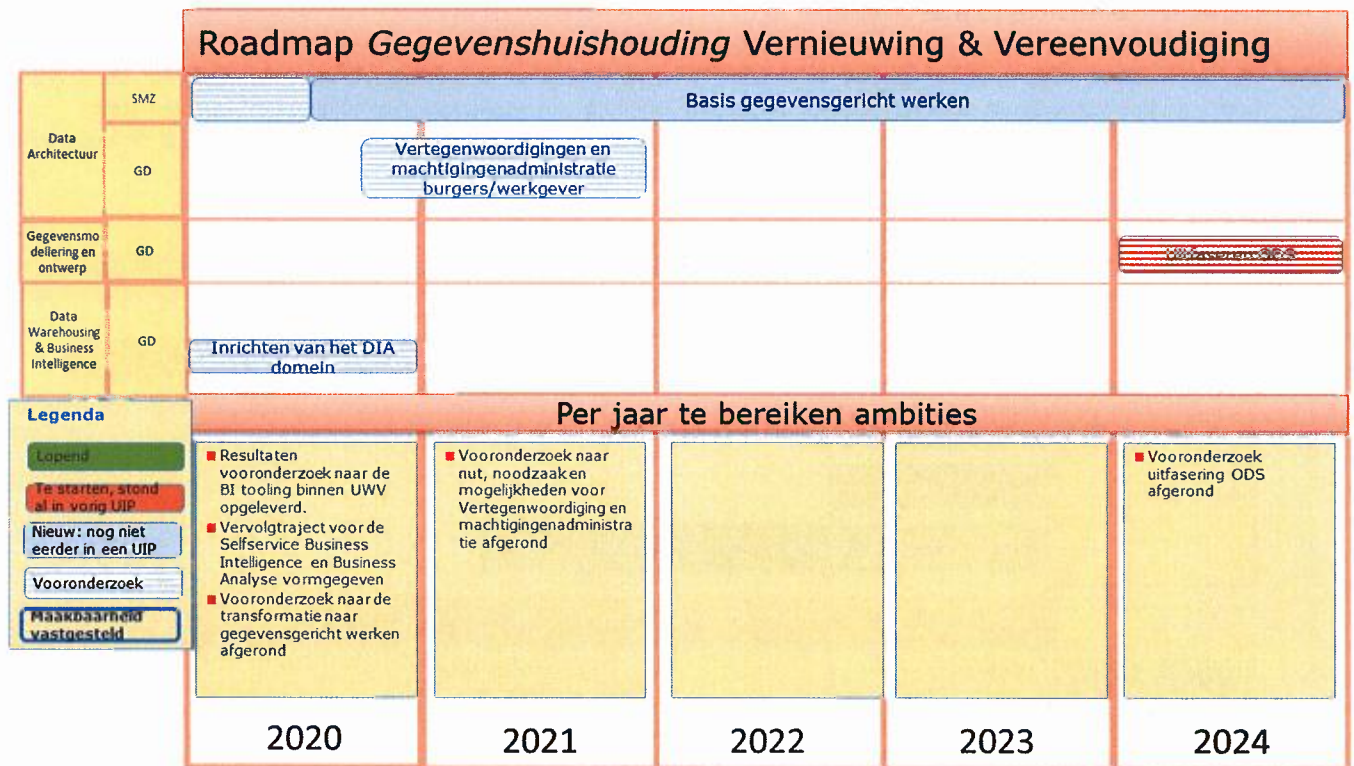 Roadmap Gegevenshuishouding Vernieuwing & Vereenvoudiging
Data
Architectuur
SMZ
Basis gegevensgericht werken
GD
Vertegenwoordigingen en
machtigingenadministratie
burgers/werkgever
Gegevensmo
dellering en
ontwerp
GD
Uitfaseren ODS
Data
Warehousing
& Business
Intelligence
GD
Inrichten van het DIA
domein
Legenda
Lopend
Te starten, stond
al in vorig UIP
Nieuw: nog niet
eerder in een UIP
Vooronderzoek
Maakbaarheid
vastgesteld
Per jaar te bereiken ambities
■ Resultaten
vooronderzoek naar de
BI tooling binnen UWV
opgeleverd.
■ Vervolgtraject voor de
Selfservice Business
Intelligence en Business
Analyse vormgegeven
■ Vooronderzoek naar de
transformatie naar
gegevensgericht werken
afgerond
■ Vooronderzoek naar
nut, noodzaak en
mogelijkheden voor
Vertegenwoordiging en
machtigingenadministra
tie afgerond
■ Vooronderzoek
uitfasering ODS
afgerond
2020
2021
2022
2023
2024